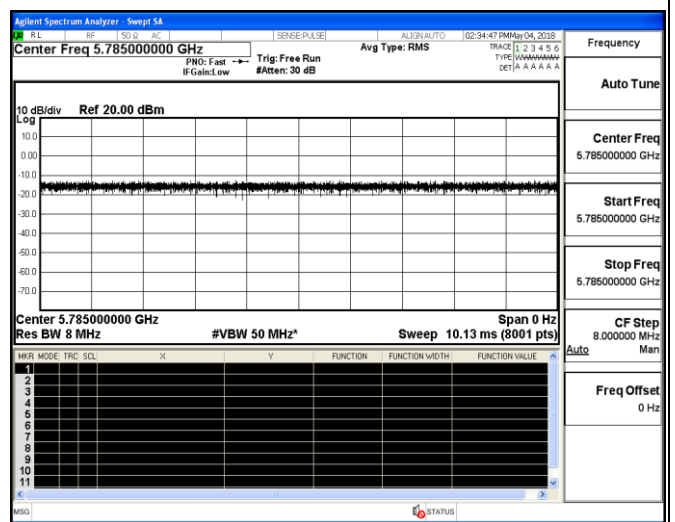 Agilent Spectrum Analyzer - Swept SA
RL RF 50 Ω AC SENSE:PULSE ALIGNAUTO 02:34:47 PMMay 04, 2018
Center Freq 5.785000000 GHz
PNO: Fast
IFGain:Low
Trig: Free Run
#Atten: 30 dB
Avg Type: RMS
TRACE 1 2 3 4 5 6
TYPE
DET A A A A A A
10 dB/div Ref 20.00 dBm
Log
10.0
0.00
-10.0
-20.0
-30.0
-40.0
-50.0
-60.0
-70.0
Center 5.785000000 GHz Span 0 Hz
Res BW 8 MHz #VBW 50 MHz* Sweep 10.13 ms (8001 pts)
MKR MODE TRC SCL X Y FUNCTION FUNCTION WIDTH FUNCTION VALUE
1
2
3
4
5
6
7
8
9
10
11
MSG STATUS
Frequency
Auto Tune
Center Freq
5.785000000 GHz
Start Freq
5.785000000 GHz
Stop Freq
5.785000000 GHz
CF Step
8.000000 MHz
Auto Man
Freq Offset
0 Hz